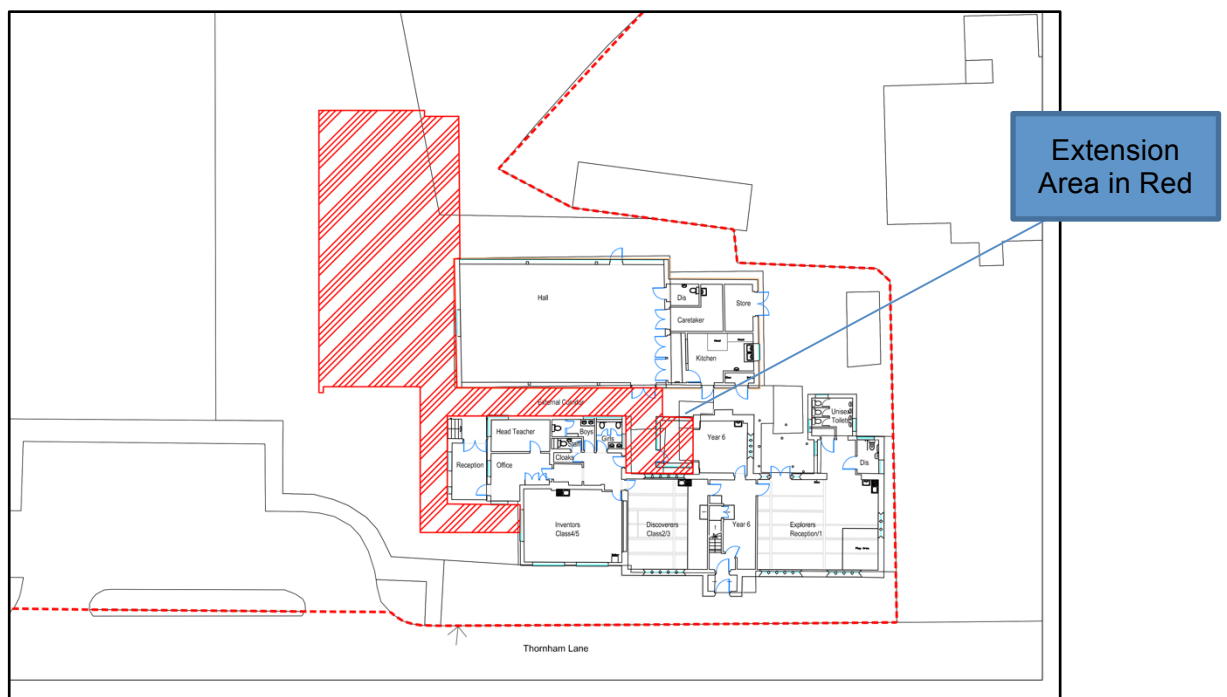 Extension
Area in Red
Hall
Dis
Store
Caretaker
Kitchen
External Corridor
Head Teacher
Boys
Girls
Staff
Cloaks
Reception
Office
Year 6
Unisex
Toilets
Dis
Inventors
Class4/5
Discoverers
Class2/3
Year 6
Explorers
Reception/1
Play Area
Thornham Lane